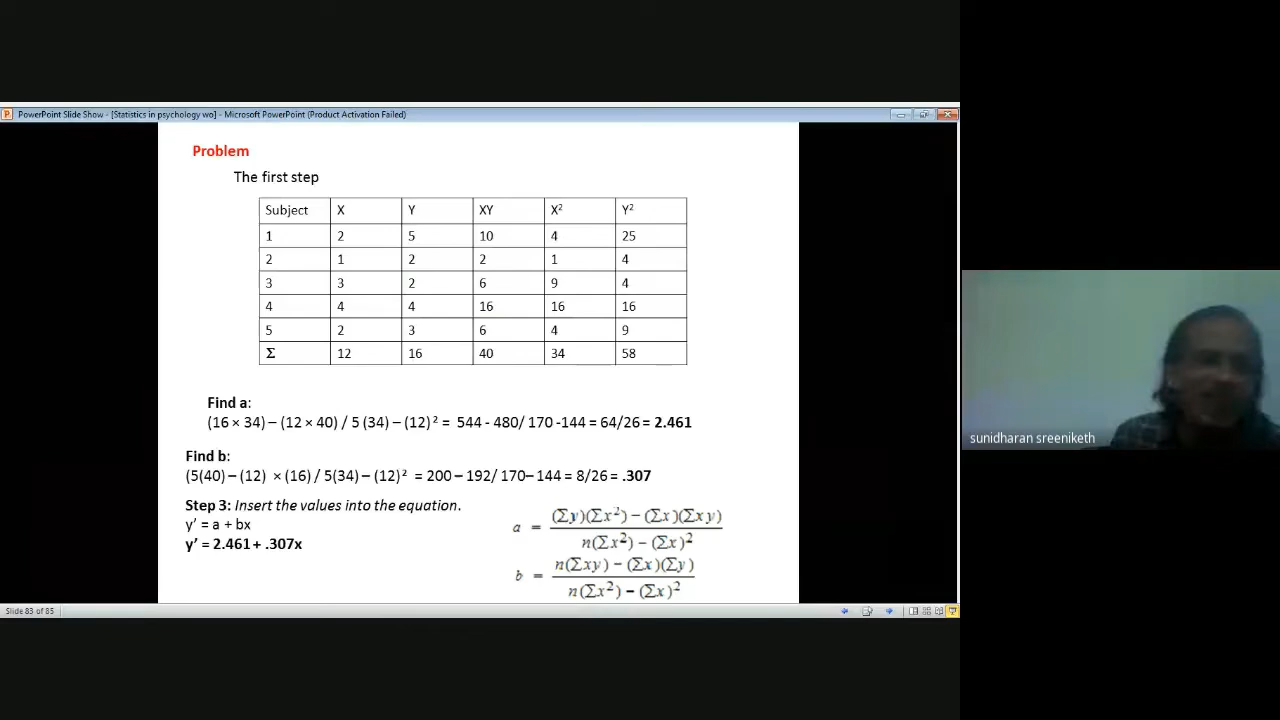 PowerPoint Slide Show - [Statistics in psychology wo] - Microsoft PowerPoint (Product Activation Failed)
Problem
The first step
Subject X Y XY X² Y²
1 2 5 10 4 25
2 1 2 2 1 4
3 3 2 6 9 4
4 4 4 16 16 16
5 2 3 6 4 9
Σ 12 16 40 34 58
Find a:
(16 × 34) – (12 × 40) / 5 (34) – (12)² = 544 - 480/ 170 -144 = 64/26 = 2.461
Find b:
(5(40) – (12) × (16) / 5(34) – (12)² = 200 – 192/ 170– 144 = 8/26 = .307
Step 3: Insert the values into the equation.
y’ = a + bx
y’ = 2.461 + .307x
a = (Σy)(Σx²) – (Σx)(Σxy) / n(Σx²) – (Σx)²
b = n(Σxy) – (Σx)(Σy) / n(Σx²) – (Σx)²
Slide 83 of 85
sunidharan sreeniketh